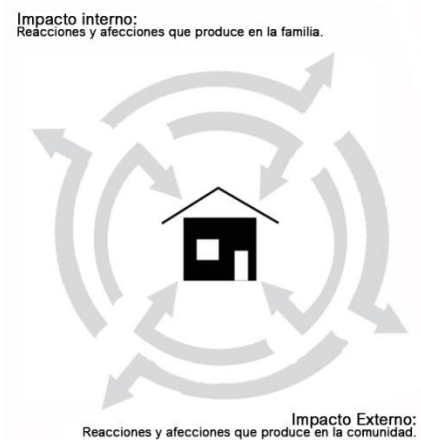 Impacto interno:
Reacciones y afecciones que produce en la familia.
Impacto Externo:
Reacciones y afecciones que produce en la comunidad.